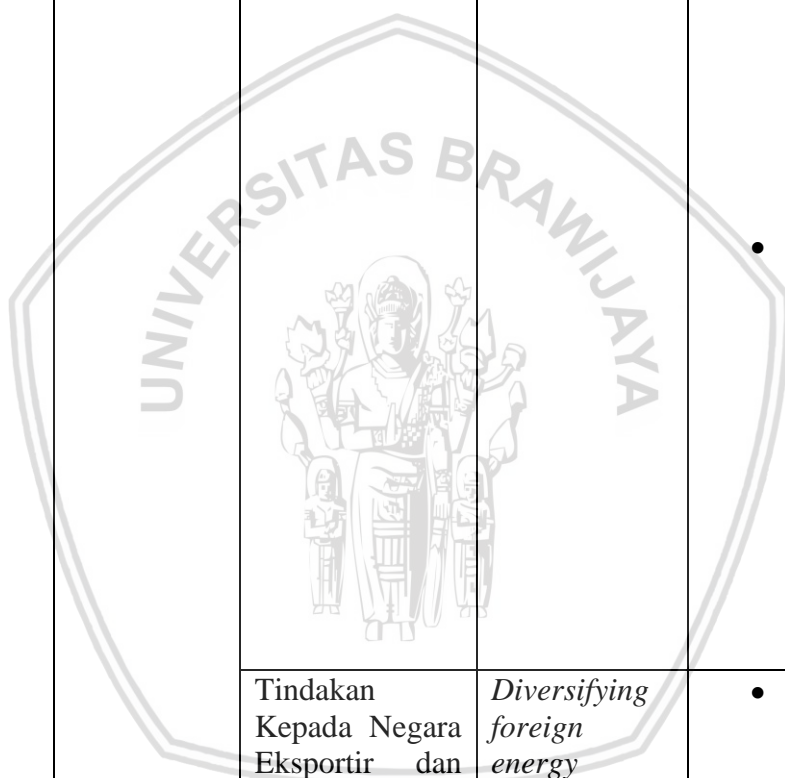 UNIVERSITAS BRAWIJAYA
•
Tindakan
Kepada Negara
Eksportir dan
Diversifying
foreign
energy
•